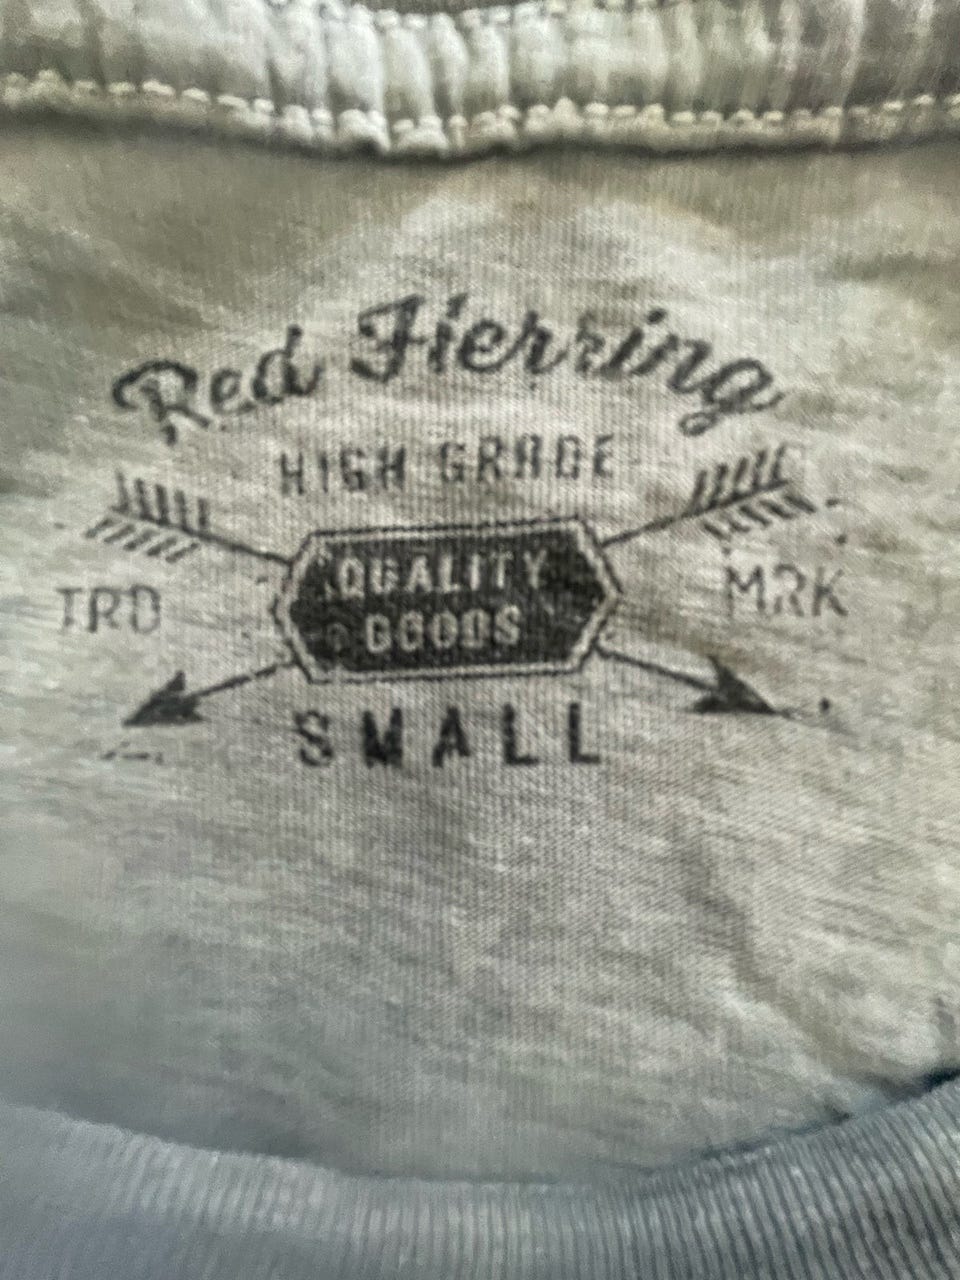 Red Herring
HIGH GRADE
QUALITY
TRD
MRK
GOODS
SMALL